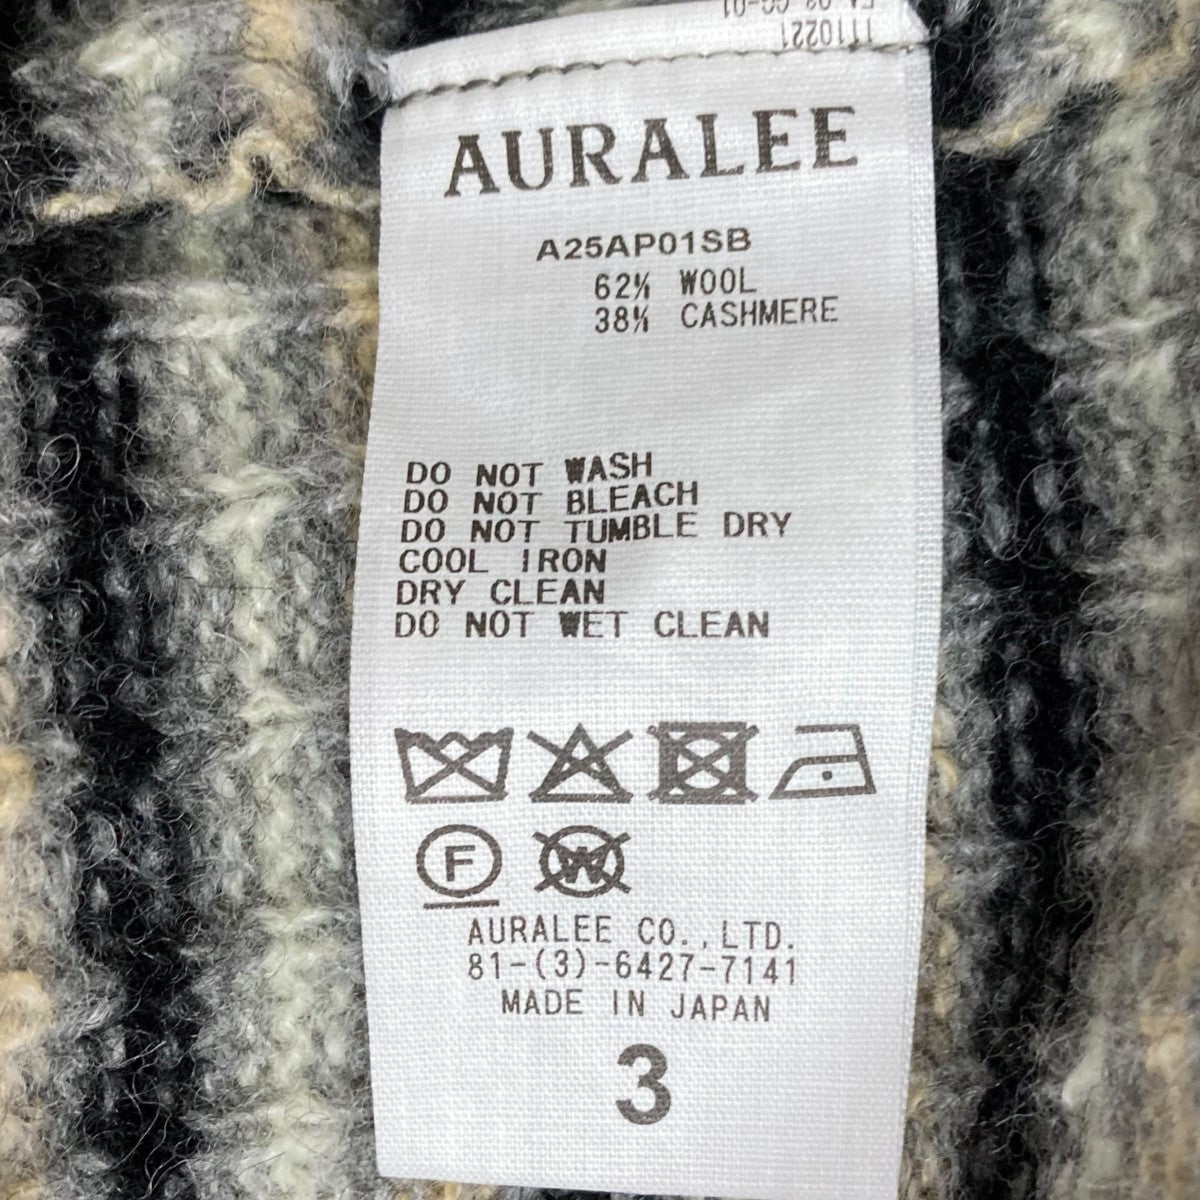 1110221
AURALEE
A25AP01SB
62% WOOL
38% CASHMERE
DO NOT WASH
DO NOT BLEACH
DO NOT TUMBLE DRY
COOL IRON
DRY CLEAN
DO NOT WET CLEAN
F W
AURALEE CO.,LTD.
81-(3)-6427-7141
MADE IN JAPAN
3